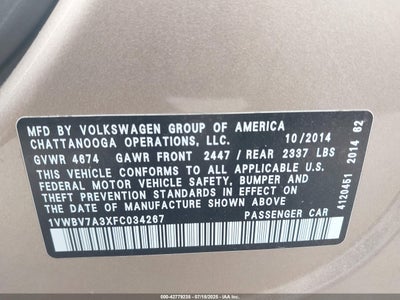 MFD BY VOLKSWAGEN GROUP OF AMERICA
CHATTANOOGA OPERATIONS, LLC. 10/2014
GVWR 4674 GAWR FRONT 2447 / REAR 2337 LBS
THIS VEHICLE CONFORMS TO ALL APPLICABLE U.S.
FEDERAL MOTOR VEHICLE SAFETY, BUMPER AND
THEFT PREVENTION STANDARDS IN EFFECT ON
THE DATE OF MANUFACTURE SHOWN ABOVE.
1VWBV7A3XFC034267 PASSENGER CAR
4120451 2014 62
600-42779238 - 07/19/2025 - IAA, Inc.